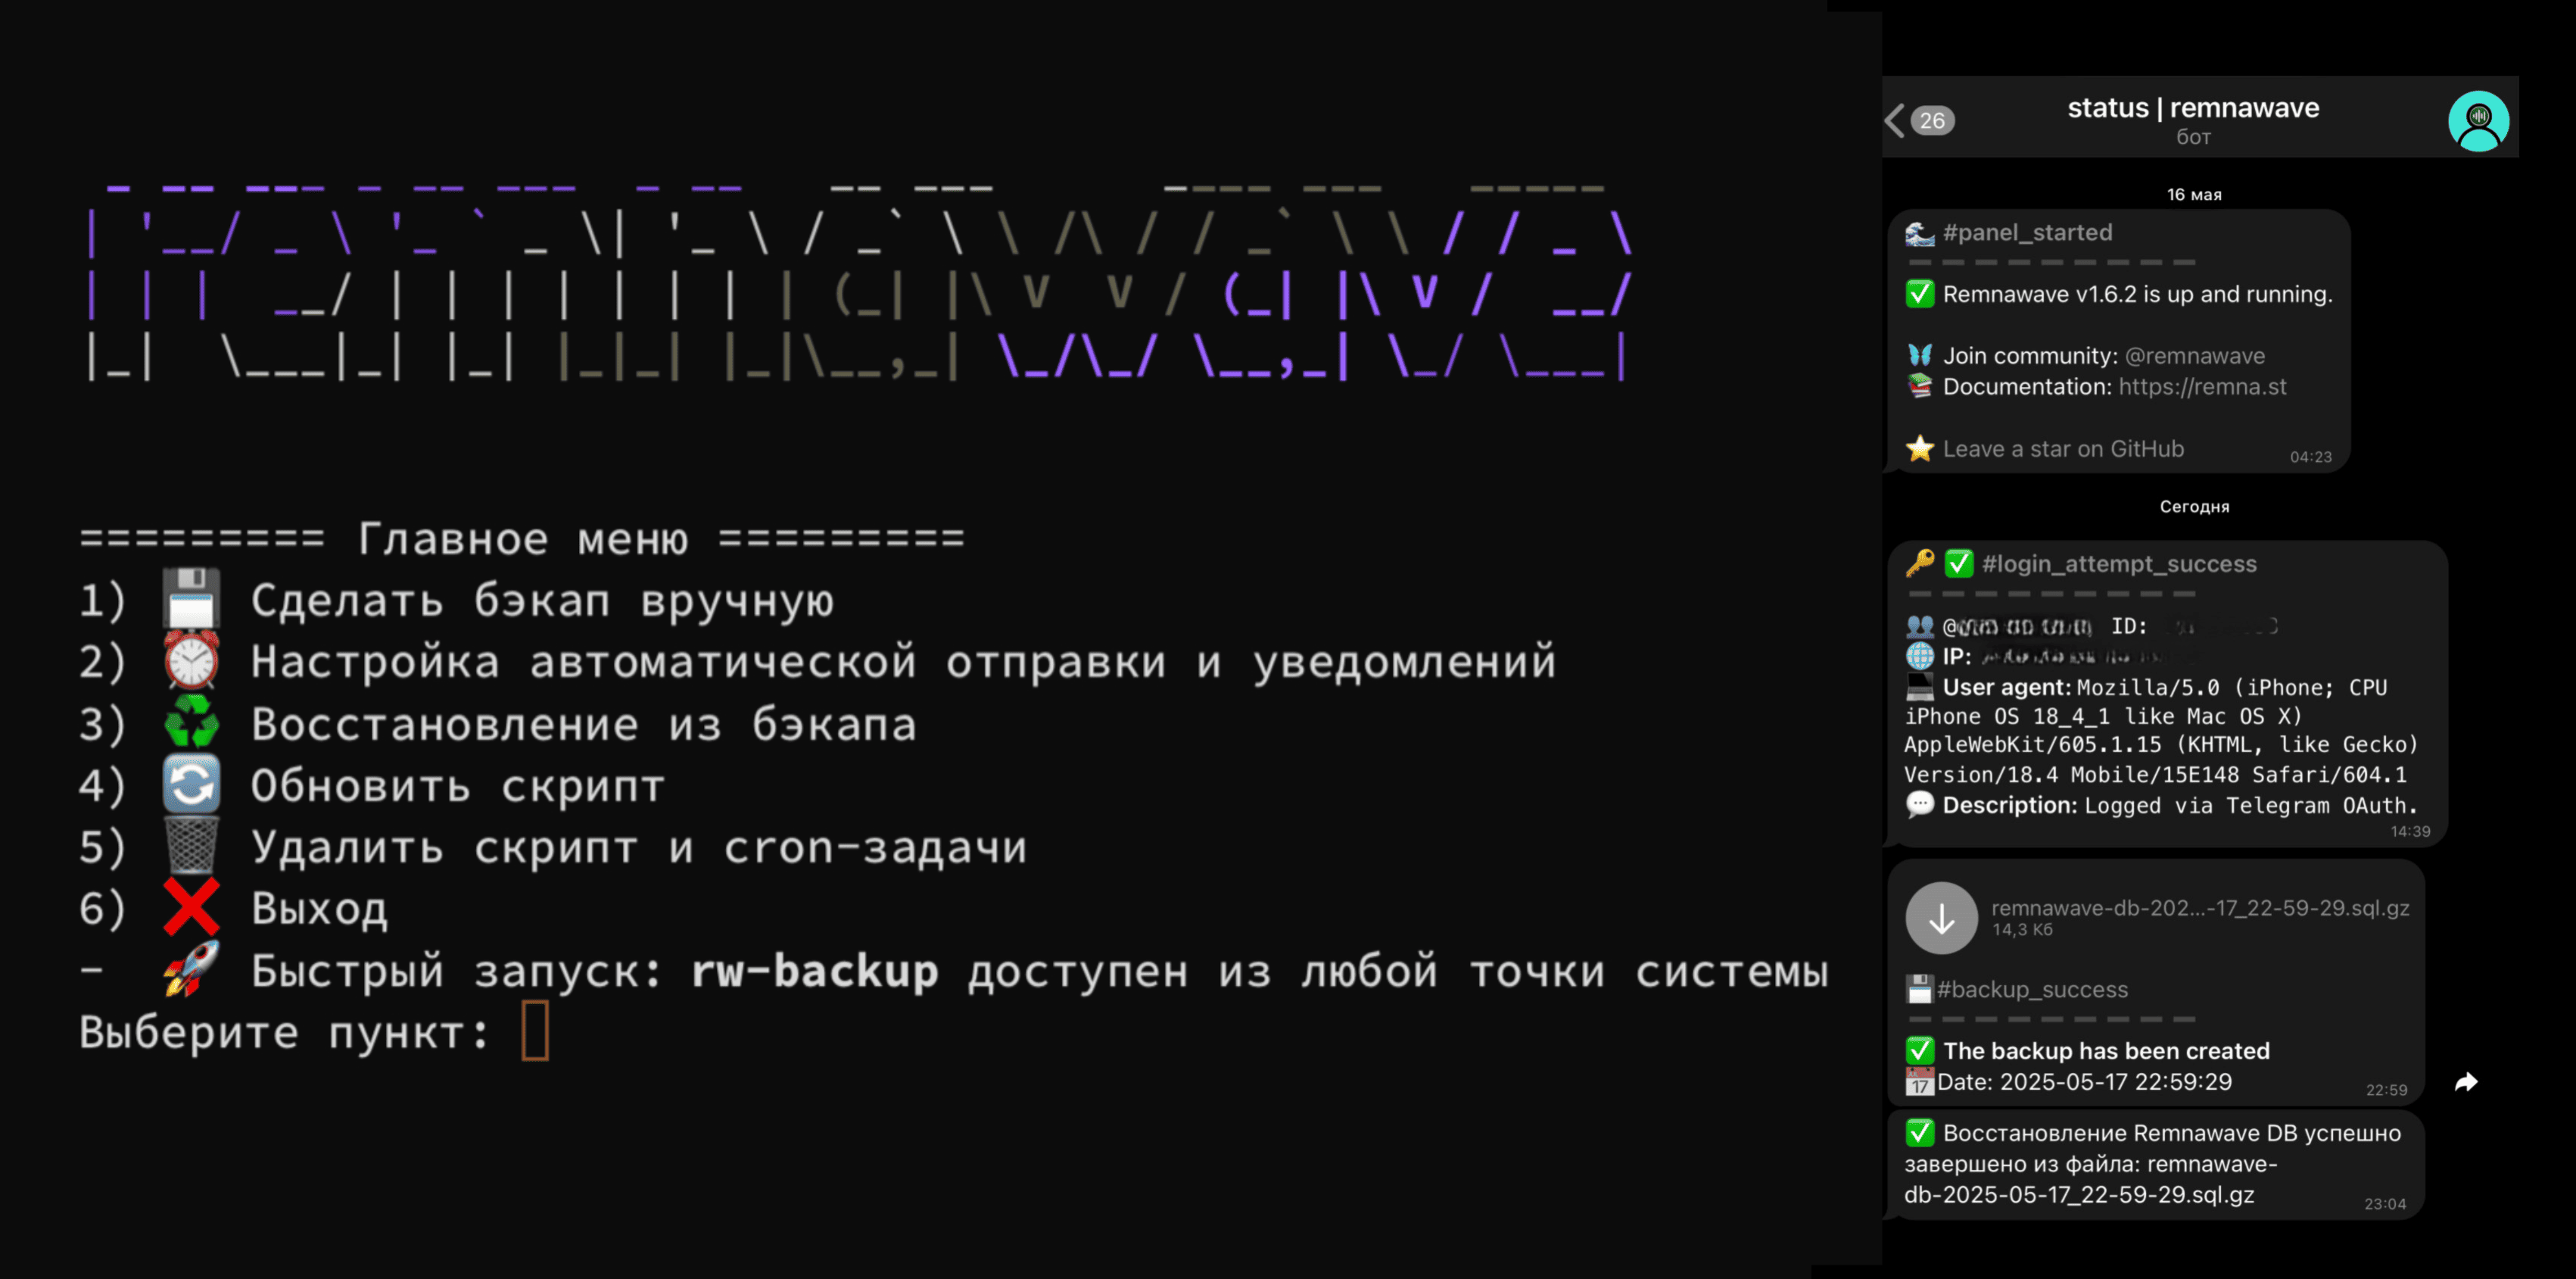 remnawave
========= Главное меню =========
1) 💾 Сделать бэкап вручную
2) ⏰ Настройка автоматической отправки и уведомлений
3) ♻️ Восстановление из бэкапа
4) 🔄 Обновить скрипт
5) 🗑️ Удалить скрипт и cron-задачи
6) ❌ Выход
- 🚀 Быстрый запуск: rw-backup доступен из любой точки системы
Выберите пункт:
26
status | remnawave
бот
16 мая
🌊 #panel_started
➖➖➖➖➖➖➖➖➖
✅ Remnawave v1.6.2 is up and running.
🦋 Join community: @remnawave
📚 Documentation: https://remna.st
⭐ Leave a star on GitHub
04:23
Сегодня
🔑 ✅ #login_attempt_success
➖➖➖➖➖➖➖➖➖
👥 @ ID:
🌐 IP:
💻 User agent: Mozilla/5.0 (iPhone; CPU
iPhone OS 18_4_1 like Mac OS X)
AppleWebKit/605.1.15 (KHTML, like Gecko)
Version/18.4 Mobile/15E148 Safari/604.1
💬 Description: Logged via Telegram OAuth.
14:39
remnawave-db-202...-17_22-59-29.sql.gz
14,3 Кб
💾#backup_success
➖➖➖➖➖➖➖➖➖
✅ The backup has been created
📅Date: 2025-05-17 22:59:29
22:59
✅ Восстановление Remnawave DB успешно
завершено из файла: remnawave-
db-2025-05-17_22-59-29.sql.gz
23:04